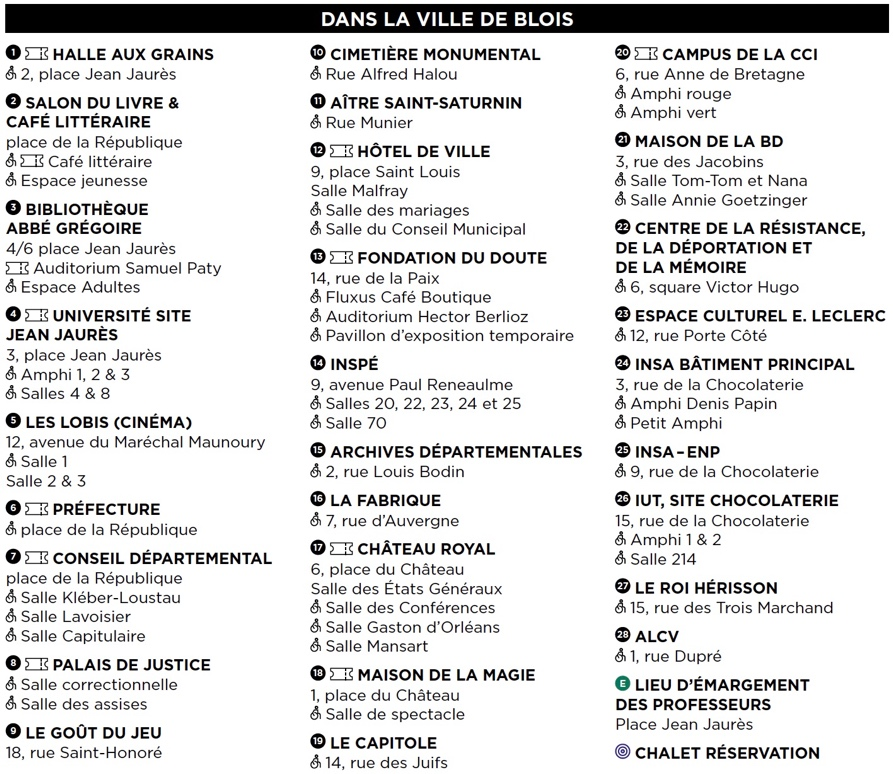 DANS LA VILLE DE BLOIS
1 HALLE AUX GRAINS
2, place Jean Jaurès
2 SALON DU LIVRE &
CAFÉ LITTÉRAIRE
place de la République
Café littéraire
Espace jeunesse
3 BIBLIOTHÈQUE
ABBÉ GRÉGOIRE
4/6 place Jean Jaurès
Auditorium Samuel Paty
Espace Adultes
4 UNIVERSITÉ SITE
JEAN JAURÈS
3, place Jean Jaurès
Amphi 1, 2 & 3
Salles 4 & 8
5 LES LOBIS (CINÉMA)
12, avenue du Maréchal Maunoury
Salle 1
Salle 2 & 3
6 PRÉFECTURE
place de la République
7 CONSEIL DÉPARTEMENTAL
place de la République
Salle Kléber-Loustau
Salle Lavoisier
Salle Capitulaire
8 PALAIS DE JUSTICE
Salle correctionnelle
Salle des assises
9 LE GOÛT DU JEU
18, rue Saint-Honoré
10 CIMETIÈRE MONUMENTAL
Rue Alfred Halou
11 AÎTRE SAINT-SATURNIN
Rue Munier
12 HÔTEL DE VILLE
9, place Saint Louis
Salle Malfray
Salle des mariages
Salle du Conseil Municipal
13 FONDATION DU DOUTE
14, rue de la Paix
Fluxus Café Boutique
Auditorium Hector Berlioz
Pavillon d'exposition temporaire
14 INSPÉ
9, avenue Paul Reneaulme
Salles 20, 22, 23, 24 et 25
Salle 70
15 ARCHIVES DÉPARTEMENTALES
2, rue Louis Bodin
16 LA FABRIQUE
7, rue d'Auvergne
17 CHÂTEAU ROYAL
6, place du Château
Salle des États Généraux
Salle des Conférences
Salle Gaston d'Orléans
Salle Mansart
18 MAISON DE LA MAGIE
1, place du Château
Salle de spectacle
19 LE CAPITOLE
14, rue des Juifs
20 CAMPUS DE LA CCI
6, rue Anne de Bretagne
Amphi rouge
Amphi vert
21 MAISON DE LA BD
3, rue des Jacobins
Salle Tom-Tom et Nana
Salle Annie Goetzinger
22 CENTRE DE LA RÉSISTANCE,
DE LA DÉPORTATION ET
DE LA MÉMOIRE
6, square Victor Hugo
23 ESPACE CULTUREL E. LECLERC
12, rue Porte Côté
24 INSA BÂTIMENT PRINCIPAL
3, rue de la Chocolaterie
Amphi Denis Papin
Petit Amphi
25 INSA – ENP
9, rue de la Chocolaterie
26 IUT, SITE CHOCOLATERIE
15, rue de la Chocolaterie
Amphi 1 & 2
Salle 214
27 LE ROI HÉRISSON
15, rue des Trois Marchand
28 ALCV
1, rue Dupré
E LIEU D'ÉMARGEMENT
DES PROFESSEURS
Place Jean Jaurès
CHALET RÉSERVATION